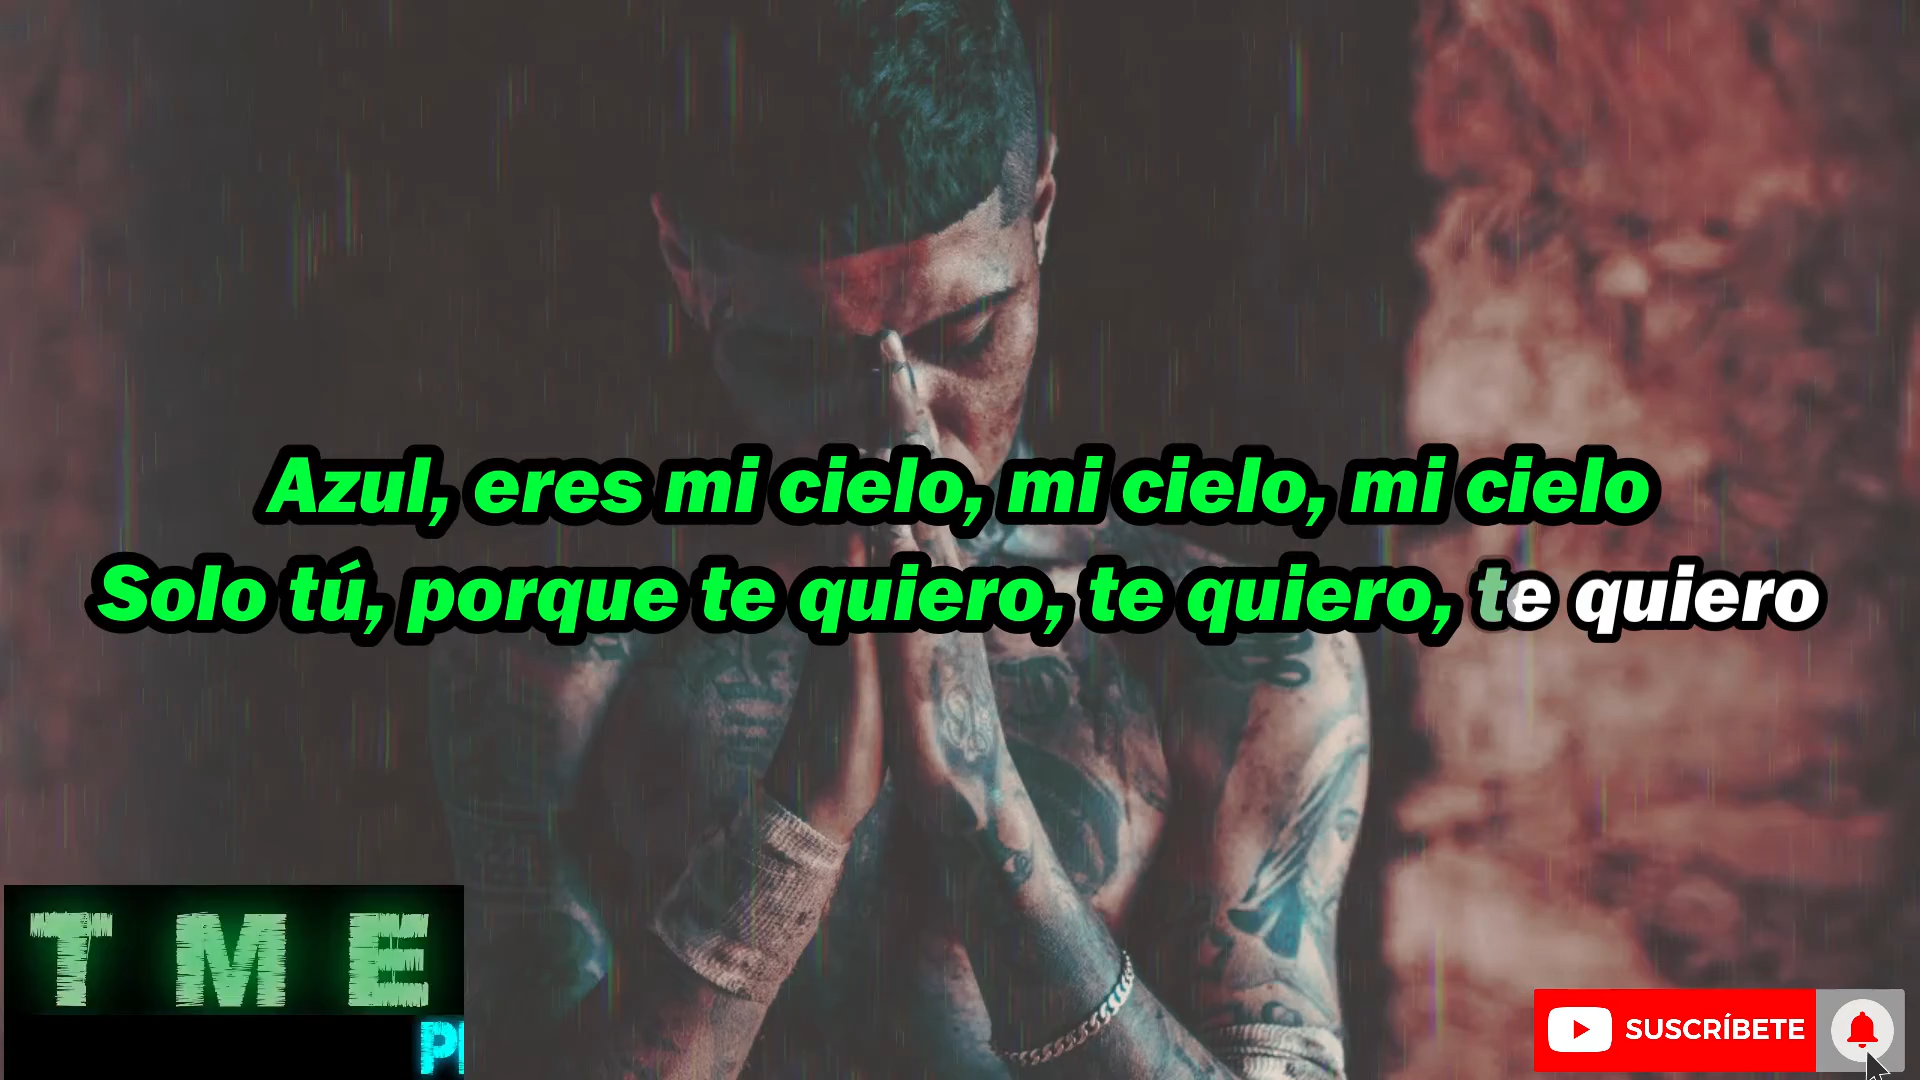 Azul, eres mi cielo, mi cielo, mi cielo
Solo tú, porque te quiero, te quiero, te quiero
T M E
SUSCRÍBETE